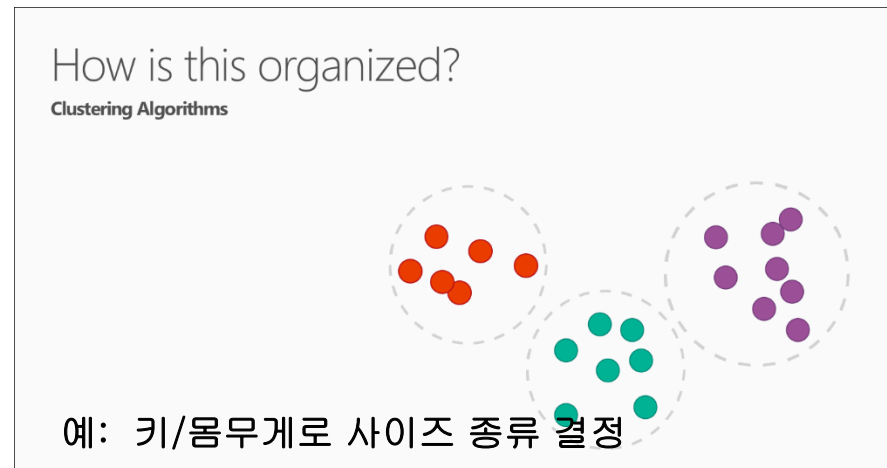 How is this organized?
Clustering Algorithms
예: 키/몸무게로 사이즈 종류 결정